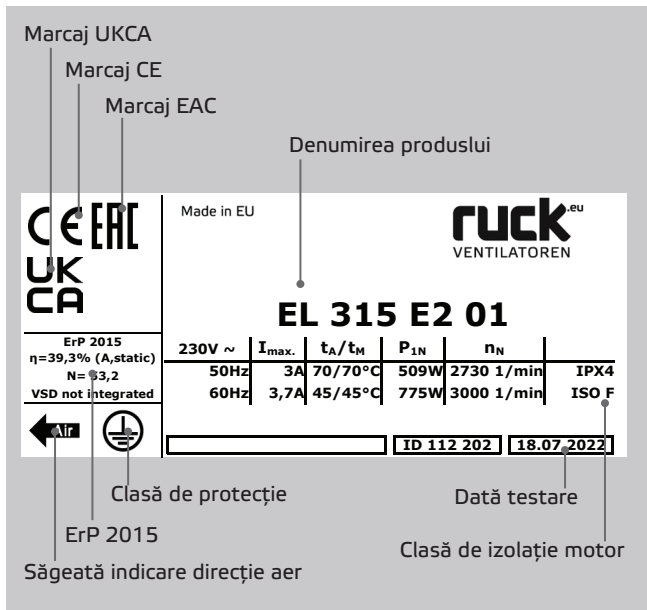 Marcaj UKCA
Marcaj CE
Marcaj EAC
Denumirea produslui
CE EAC
UK
CA
Made in EU
ruck.eu
VENTILATOREN
EL 315 E2 01
ErP 2015
η=39,3% (A,static)
N= 63,2
VSD not integrated
230V ~ Imax. tA/tM P1N nN
50Hz 3A 70/70°C 509W 2730 1/min IPX4
60Hz 3,7A 45/45°C 775W 3000 1/min ISO F
Air
ID 112 202 18.07.2022
Clasă de protecție
Dată testare
ErP 2015
Clasă de izolație motor
Săgeată indicare direcție aer